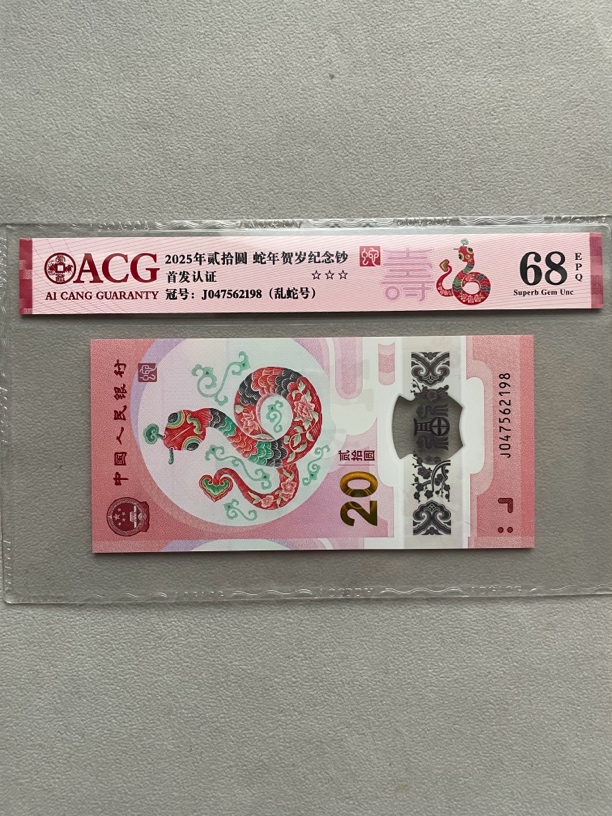 ACG
AI CANG GUARANTY
2025年贰拾圆 蛇年贺岁纪念钞
首发认证 ☆☆☆
冠号：J047562198（乱蛇号）
壽
68
EPQ
Superb Gem Unc
中国人民银行
贰拾圆
20
J047562198